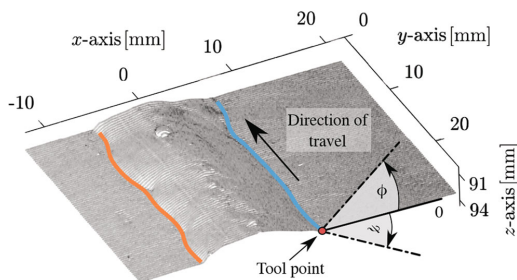 x-axis [mm]
-10
0
10
20
0
y-axis [mm]
10
20
Direction of
travel
ϕ
ψ
0
91
94
z-axis [mm]
Tool point